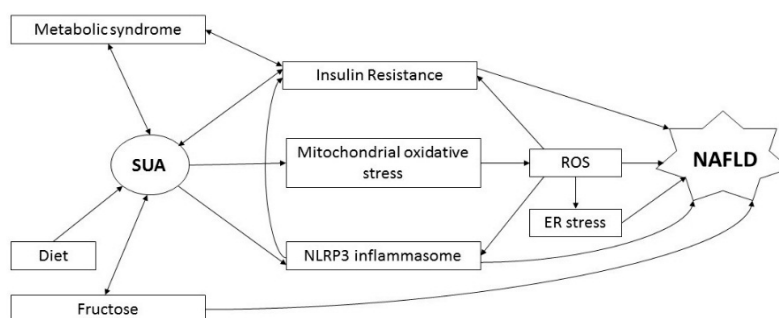 Metabolic syndrome
Insulin Resistance
SUA
Mitochondrial oxidative
stress
ROS
NAFLD
ER stress
Diet
NLRP3 inflammasome
Fructose